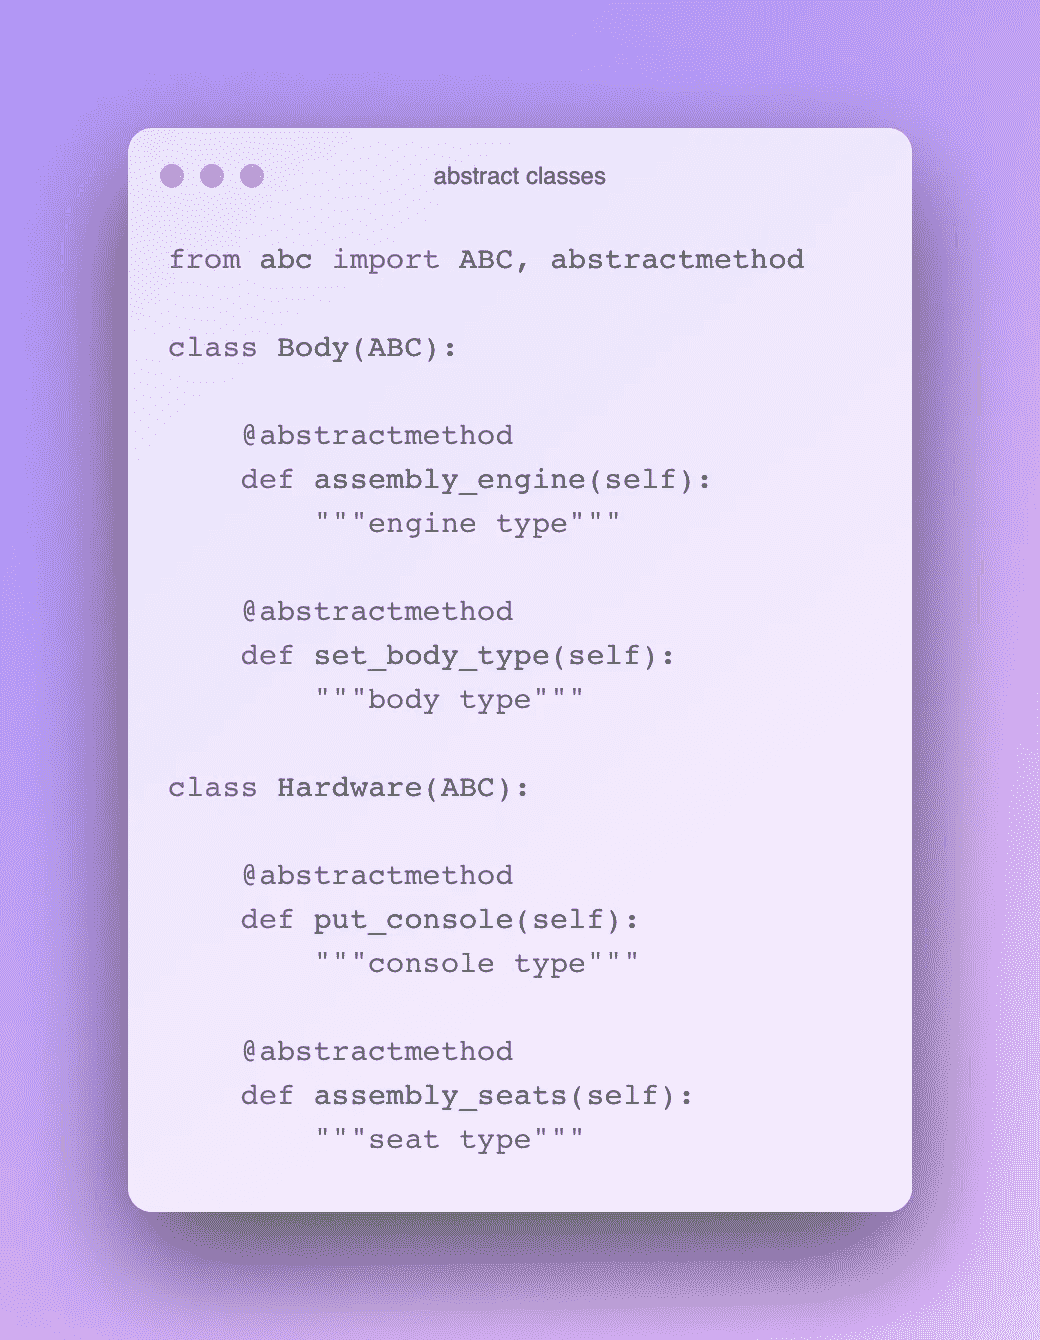 abstract classes
from abc import ABC, abstractmethod
class Body(ABC):
    @abstractmethod
    def assembly_engine(self):
        """engine type"""
    @abstractmethod
    def set_body_type(self):
        """body type"""
class Hardware(ABC):
    @abstractmethod
    def put_console(self):
        """console type"""
    @abstractmethod
    def assembly_seats(self):
        """seat type"""